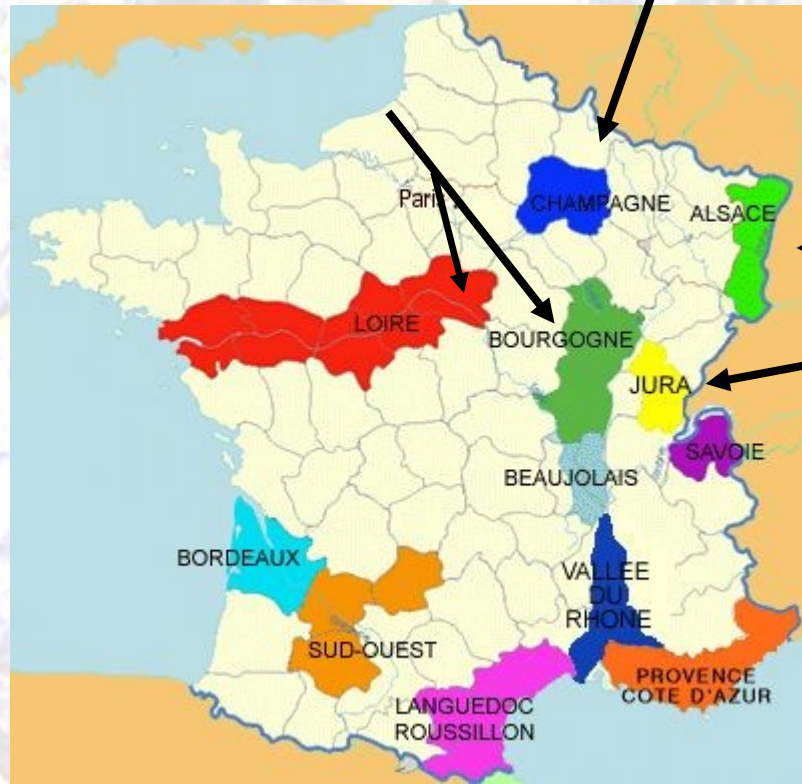 Paris
CHAMPAGNE
ALSACE
LOIRE
BOURGOGNE
JURA
SAVOIE
BEAUJOLAIS
BORDEAUX
VALLEE
DU
RHONE
SUD-OUEST
PROVENCE
COTE D'AZUR
LANGUEDOC
ROUSSILLON